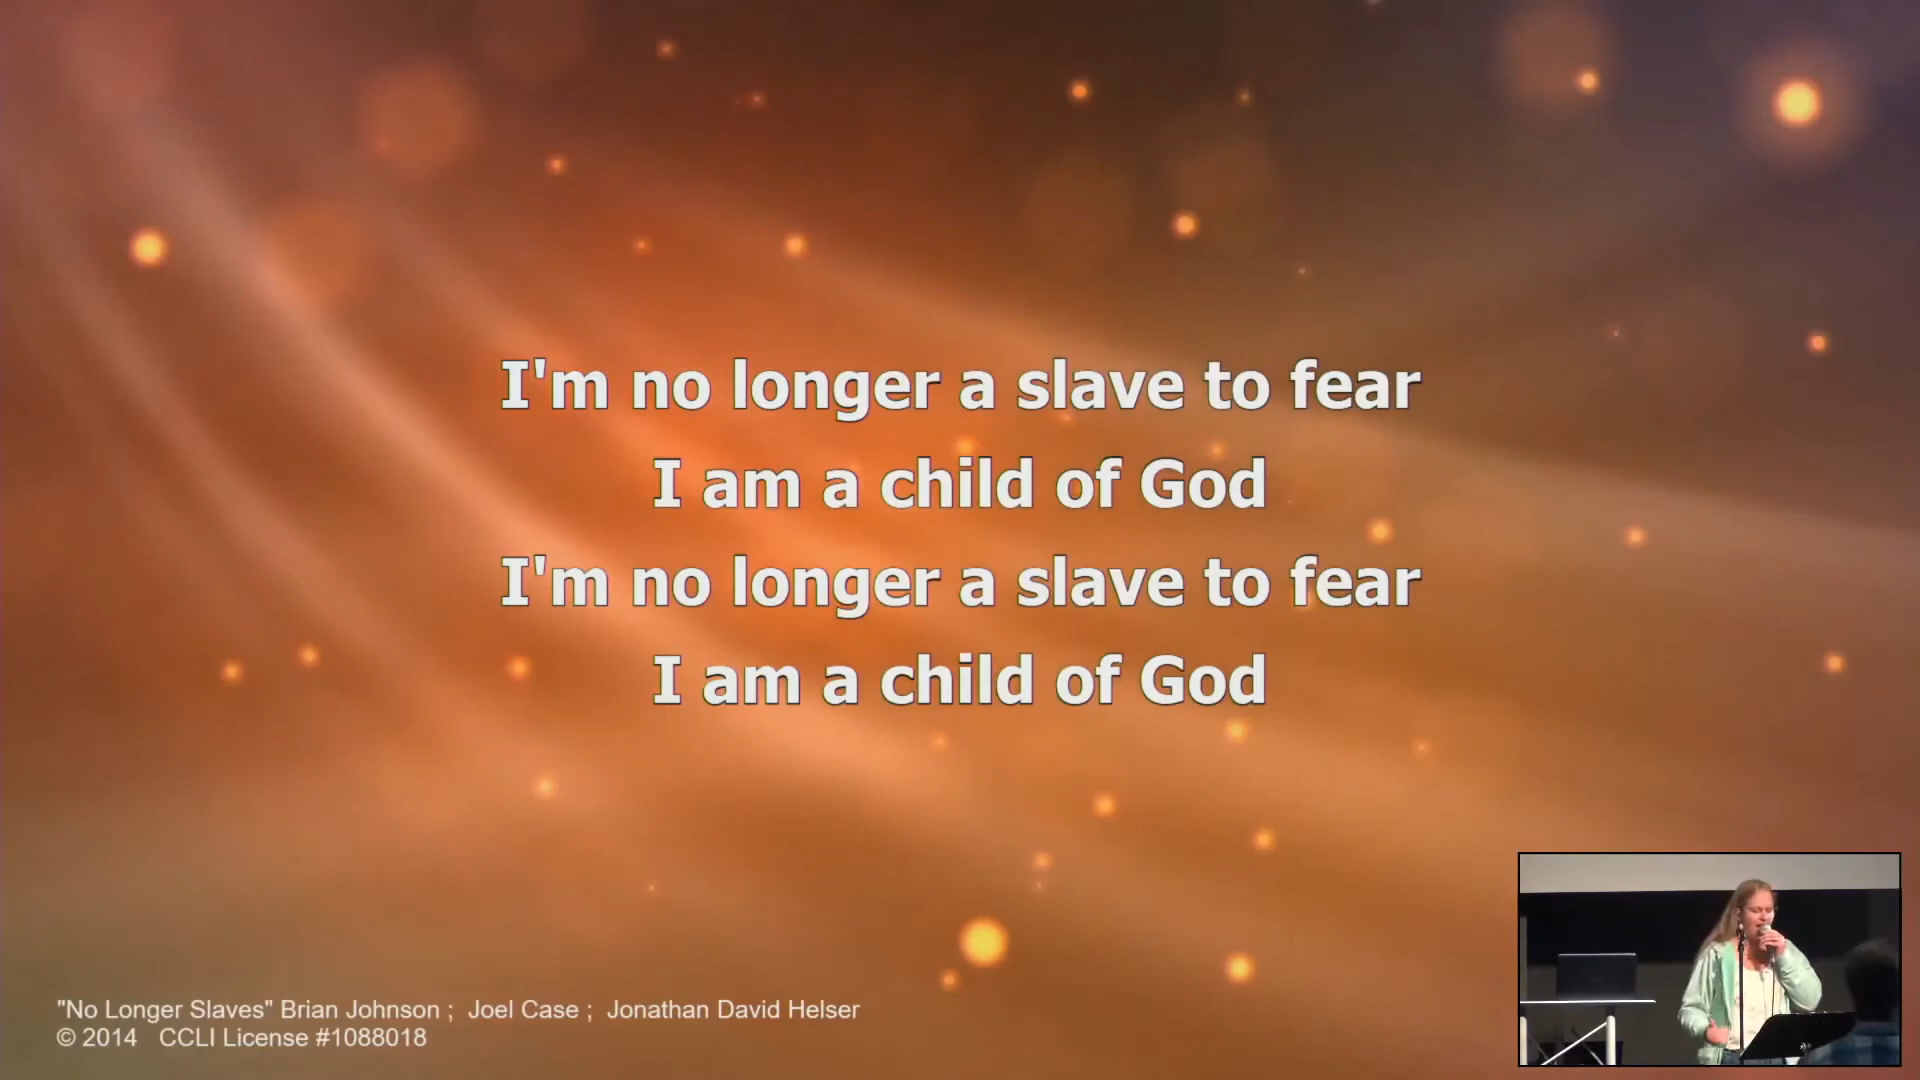 I'm no longer a slave to fear
I am a child of God
I'm no longer a slave to fear
I am a child of God
"No Longer Slaves" Brian Johnson ;  Joel Case ;  Jonathan David Helser
© 2014   CCLI License #1088018